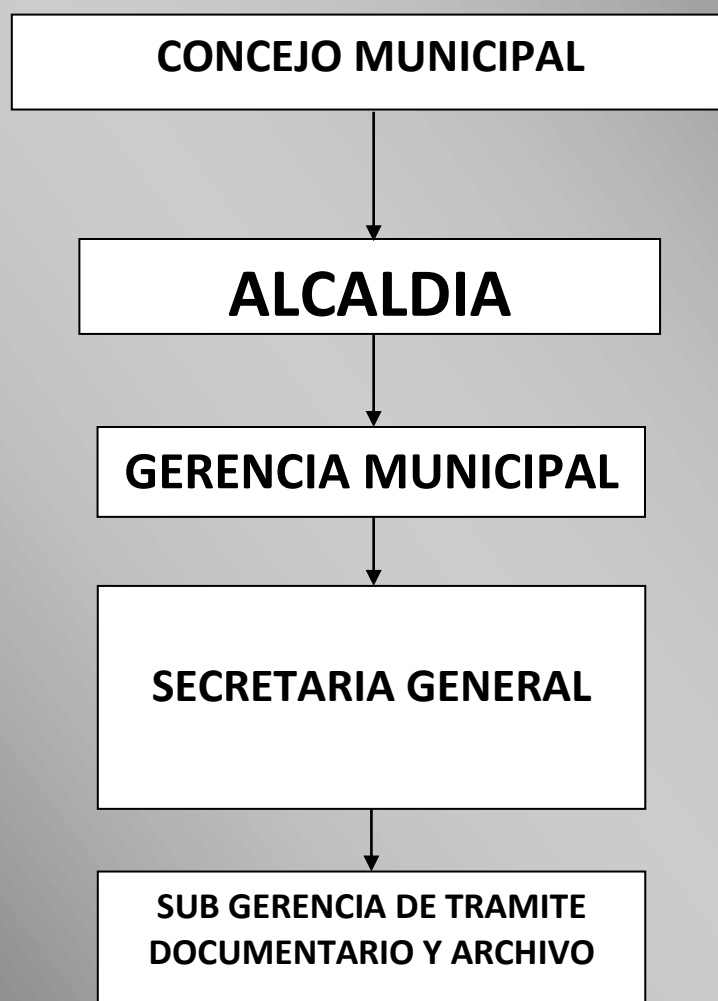 CONCEJO MUNICIPAL
ALCALDIA
GERENCIA MUNICIPAL
SECRETARIA GENERAL
SUB GERENCIA DE TRAMITE
DOCUMENTARIO Y ARCHIVO